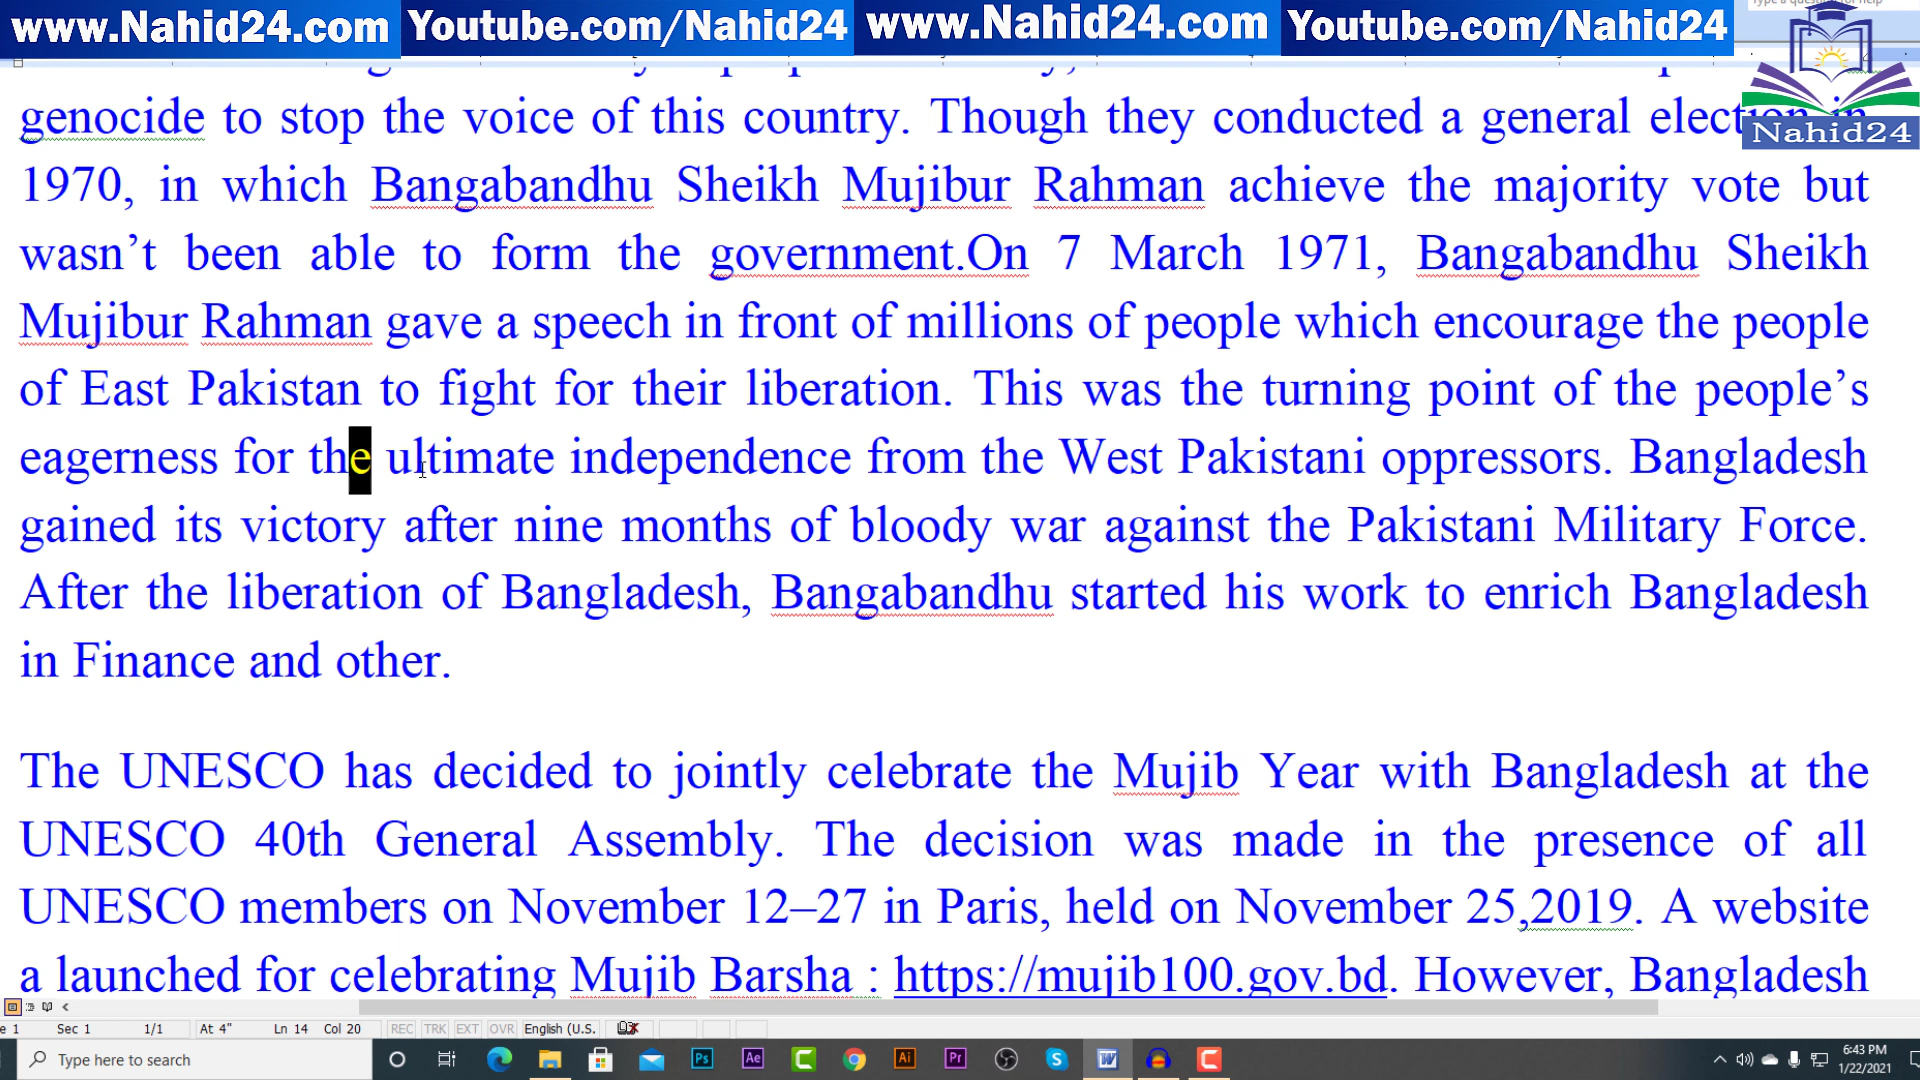 www.Nahid24.com Youtube.com/Nahid24 www.Nahid24.com Youtube.com/Nahid24
Type a question for help
Nahid24
genocide to stop the voice of this country. Though they conducted a general election in
1970, in which Bangabandhu Sheikh Mujibur Rahman achieve the majority vote but
wasn’t been able to form the government.On 7 March 1971, Bangabandhu Sheikh
Mujibur Rahman gave a speech in front of millions of people which encourage the people
of East Pakistan to fight for their liberation. This was the turning point of the people’s
eagerness for the ultimate independence from the West Pakistani oppressors. Bangladesh
gained its victory after nine months of bloody war against the Pakistani Military Force.
After the liberation of Bangladesh, Bangabandhu started his work to enrich Bangladesh
in Finance and other.
The UNESCO has decided to jointly celebrate the Mujib Year with Bangladesh at the
UNESCO 40th General Assembly. The decision was made in the presence of all
UNESCO members on November 12–27 in Paris, held on November 25,2019. A website
a launched for celebrating Mujib Barsha : https://mujib100.gov.bd. However, Bangladesh
e 1 Sec 1 1/1 At 4" Ln 14 Col 20 REC TRK EXT OVR English (U.S.
Type here to search
Ps Ae Ai Pr
6:43 PM
1/22/2021